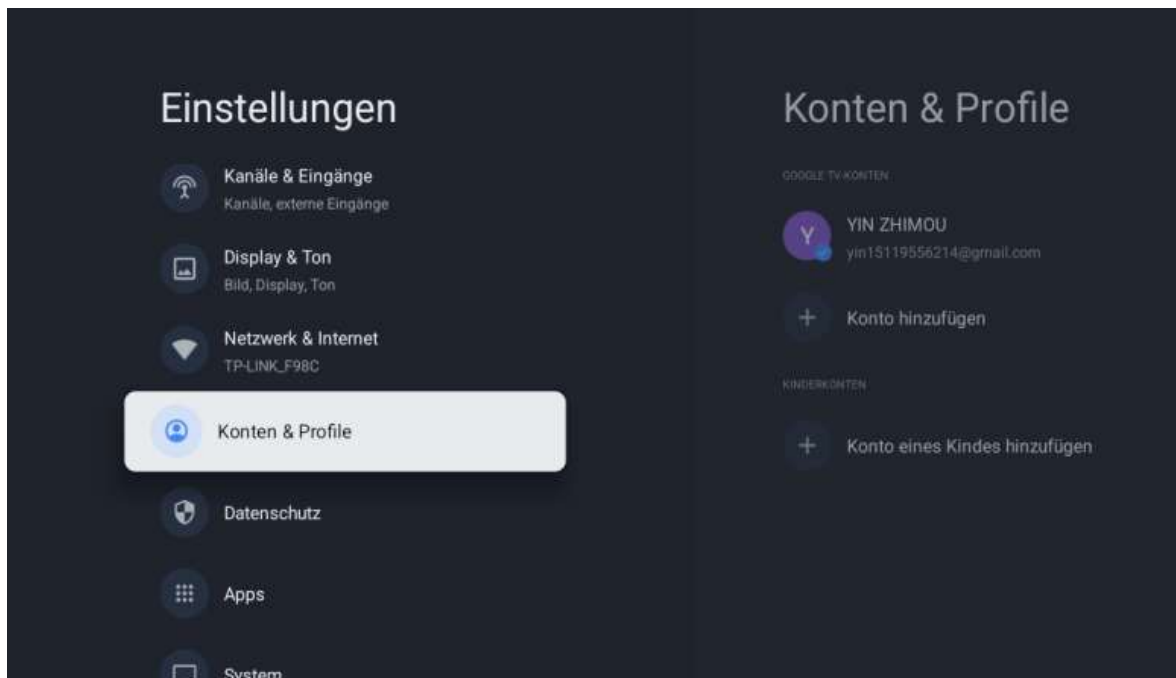 Einstellungen
Kanäle & Eingänge
Kanäle, externe Eingänge
Display & Ton
Bild, Display, Ton
Netzwerk & Internet
TP-LINK_F98C
Konten & Profile
Datenschutz
Apps
System
Konten & Profile
GOOGLE TV-KONTEN
Y
YIN ZHIMOU
yin15119556214@gmail.com
Konto hinzufügen
KINDERKONTEN
Konto eines Kindes hinzufügen